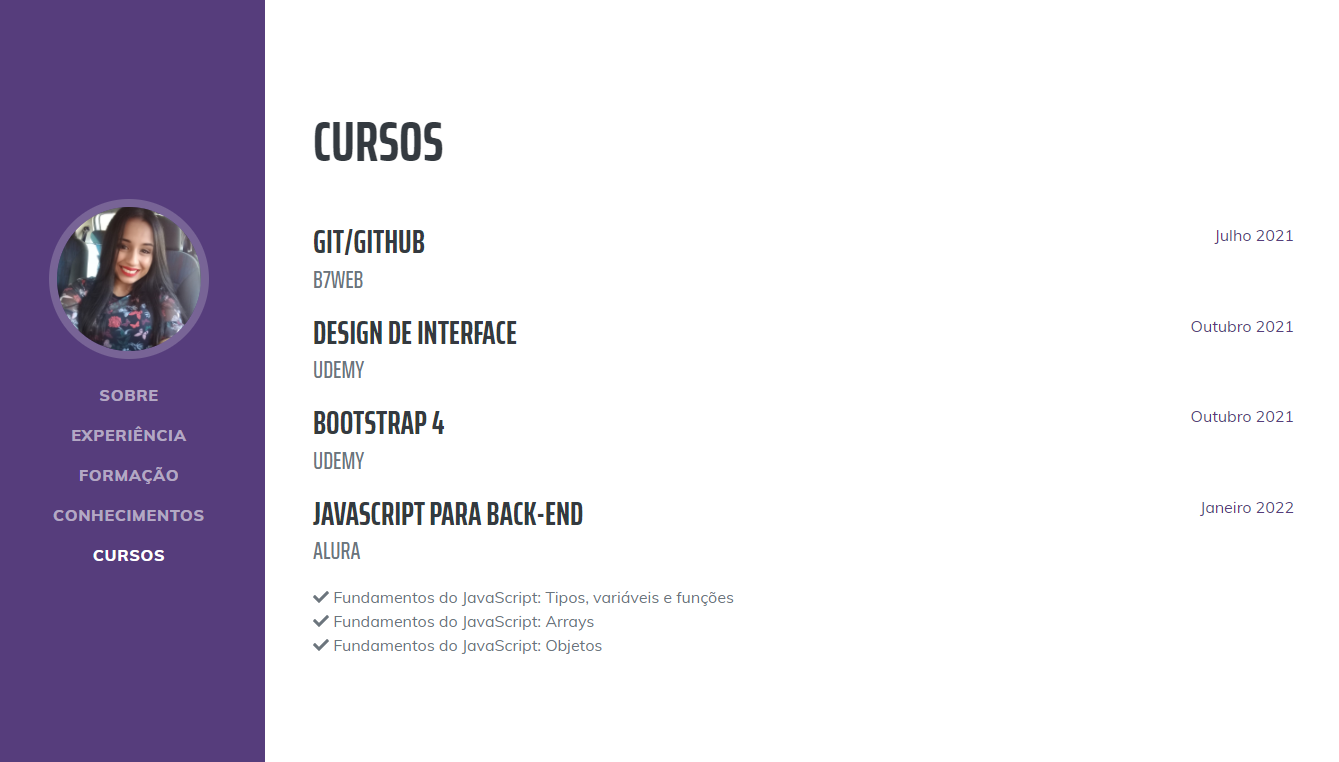 SOBRE
EXPERIÊNCIA
FORMAÇÃO
CONHECIMENTOS
CURSOS
CURSOS
GIT/GITHUB
Julho 2021
B7WEB
DESIGN DE INTERFACE
Outubro 2021
UDEMY
BOOTSTRAP 4
Outubro 2021
UDEMY
JAVASCRIPT PARA BACK-END
Janeiro 2022
ALURA
Fundamentos do JavaScript: Tipos, variáveis e funções
Fundamentos do JavaScript: Arrays
Fundamentos do JavaScript: Objetos